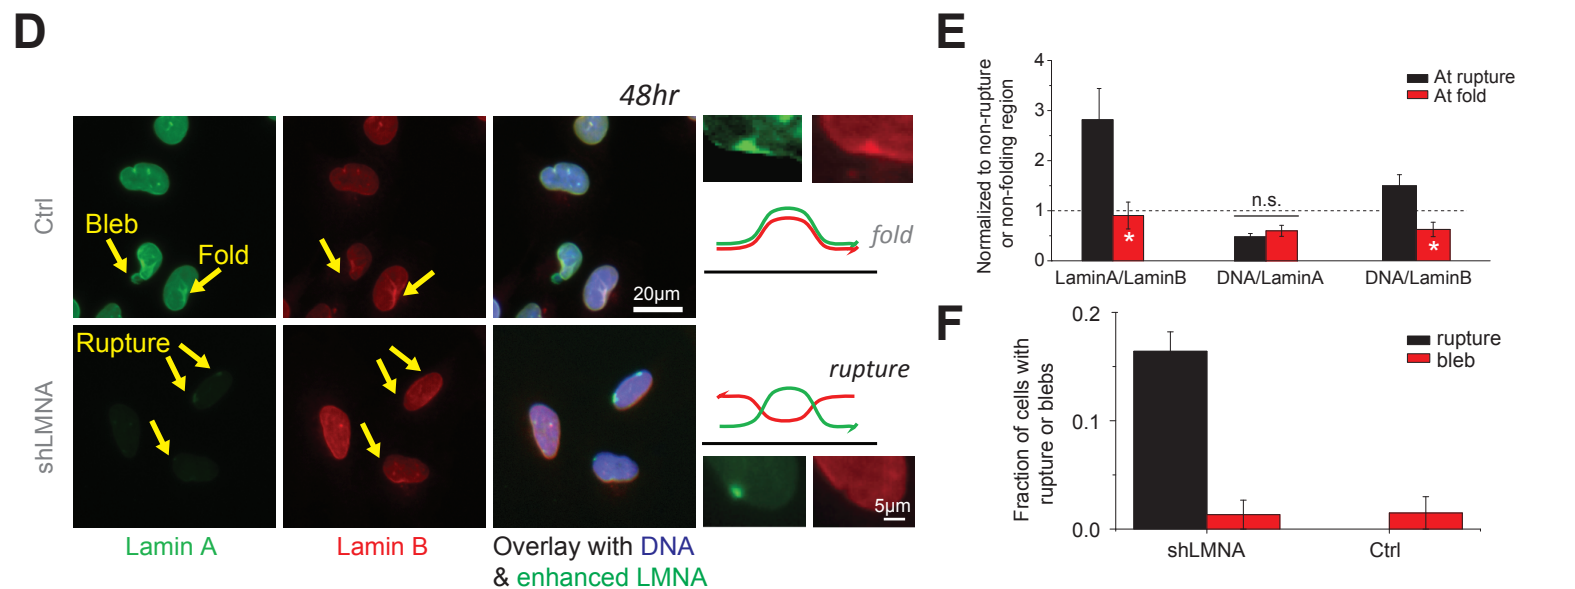 D
48hr
Ctrl
Bleb
Fold
20µm
fold
shLMNA
Rupture
rupture
5µm
Lamin A
Lamin B
Overlay with DNA
& enhanced LMNA
E
Normalized to non-rupture
or non-folding region
4
3
2
1
0
At rupture
At fold
n.s.
*
*
LaminA/LaminB
DNA/LaminA
DNA/LaminB
F
Fraction of cells with
rupture or blebs
0.2
0.1
0.0
rupture
bleb
shLMNA
Ctrl